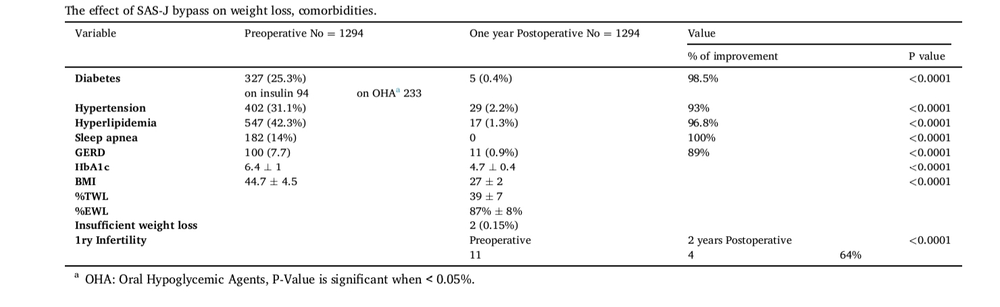 The effect of SAS-J bypass on weight loss, comorbidities.
Variable Preoperative No = 1294 One year Postoperative No = 1294 Value
% of improvement P value
Diabetes 327 (25.3%) 5 (0.4%) 98.5% <0.0001
on insulin 94 on OHAa 233
Hypertension 402 (31.1%) 29 (2.2%) 93% <0.0001
Hyperlipidemia 547 (42.3%) 17 (1.3%) 96.8% <0.0001
Sleep apnea 182 (14%) 0 100% <0.0001
GERD 100 (7.7) 11 (0.9%) 89% <0.0001
HbA1c 6.4 ± 1 4.7 ± 0.4 <0.0001
BMI 44.7 ± 4.5 27 ± 2 <0.0001
%TWL 39 ± 7
%EWL 87% ± 8%
Insufficient weight loss 2 (0.15%)
1ry Infertility Preoperative 2 years Postoperative <0.0001
11 4 64%
a OHA: Oral Hypoglycemic Agents, P-Value is significant when < 0.05%.